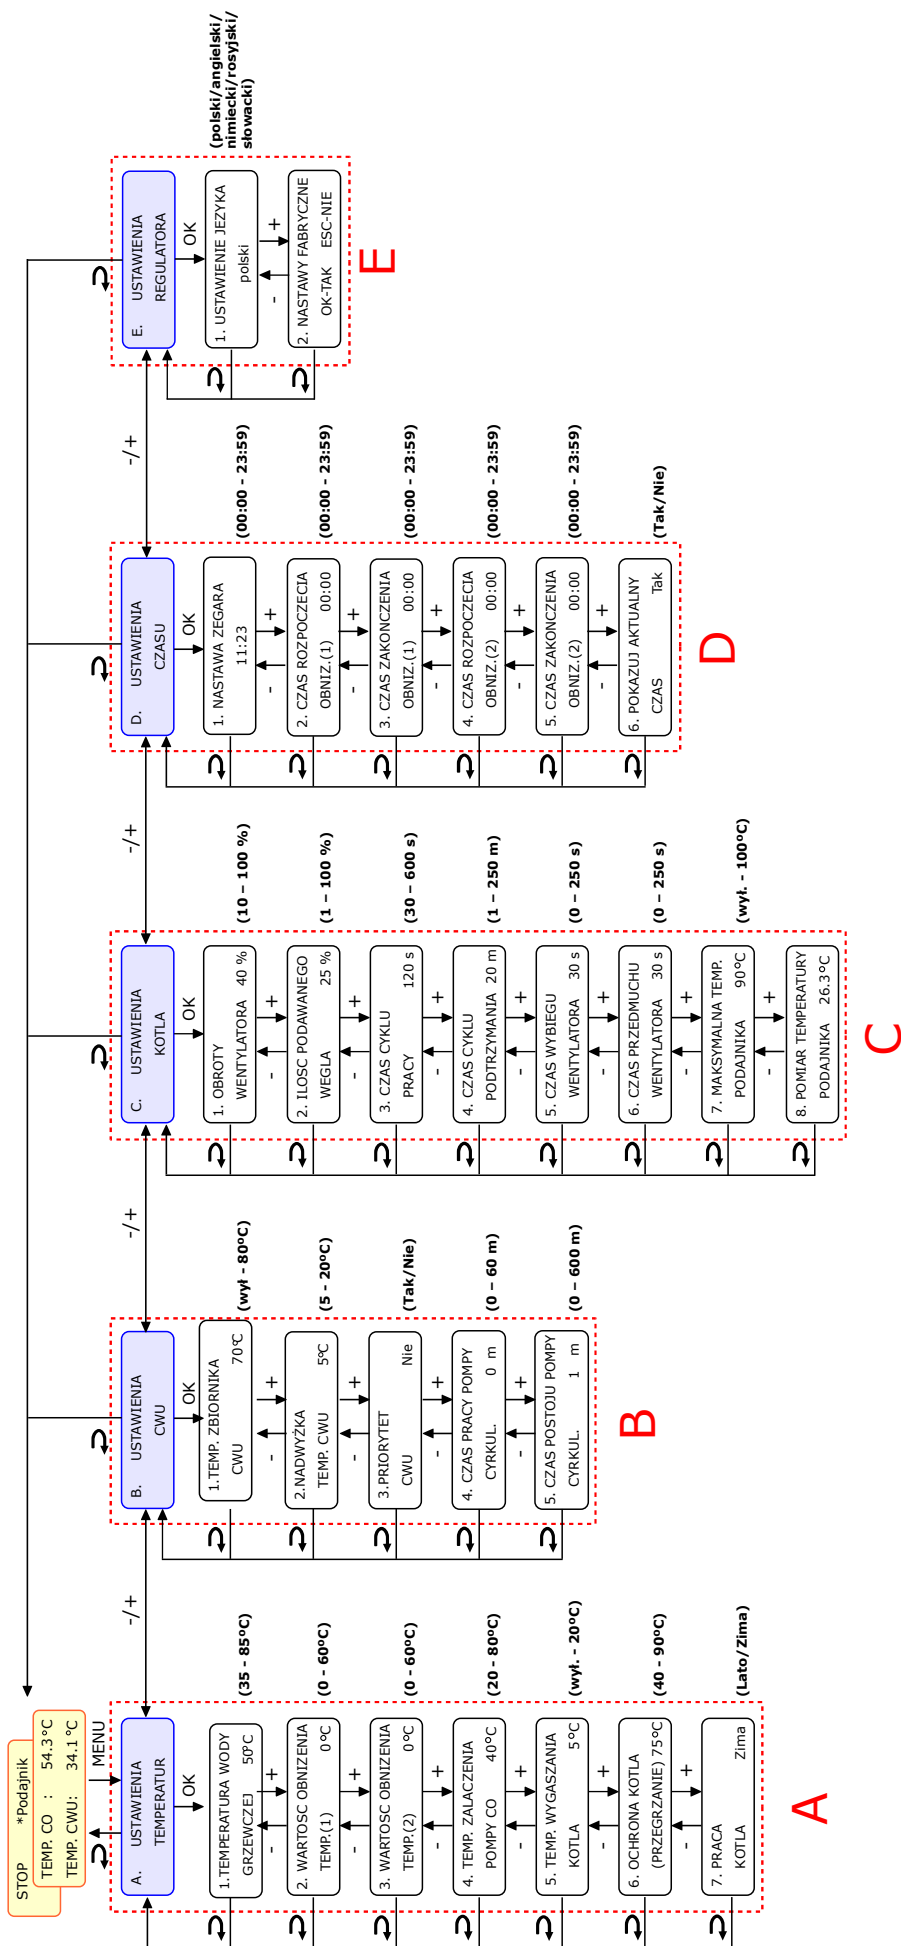 STOP *Podajnik
TEMP. CO : 54.3°C
TEMP. CWU: 34.1°C
MENU
A. USTAWIENIA
TEMPERATUR
OK
1.TEMPERATURA WODY
GRZEWCZEJ 50°C
(35 - 85ºC)
- +
2. WARTOSC OBNIZENIA
TEMP.(1) 0°C
(0 - 60ºC)
- +
3. WARTOSC OBNIZENIA
TEMP.(2) 0°C
(0 - 60ºC)
- +
4. TEMP. ZALACZENIA
POMPY CO 40°C
(20 - 80ºC)
- +
5. TEMP. WYGASZANIA
KOTLA 5°C
(wył. - 20ºC)
- +
6. OCHRONA KOTLA
(PRZEGRZANIE) 75°C
(40 - 90ºC)
- +
7. PRACA
KOTLA Zima
(Lato/Zima)
A
-/+
B. USTAWIENIA
CWU
OK
1.TEMP. ZBIORNIKA
CWU 70°C
(wył - 80ºC)
- +
2.NADWYŻKA
TEMP. CWU 5°C
(5 - 20ºC)
- +
3.PRIORYTET
CWU Nie
(Tak/Nie)
- +
4. CZAS PRACY POMPY
CYRKUL. 0 m
(0 – 60 m)
- +
5. CZAS POSTOJU POMPY
CYRKUL. 1 m
(0 – 600 m)
B
-/+
C. USTAWIENIA
KOTLA
OK
1. OBROTY
WENTYLATORA 40 %
(10 – 100 %)
- +
2. ILOSC PODAWANEGO
WEGLA 25 %
(1 – 100 %)
- +
3. CZAS CYKLU
PRACY 120 s
(30 – 600 s)
- +
4. CZAS CYKLU
PODTRZYMANIA 20 m
(1 – 250 m)
- +
5. CZAS WYBIEGU
WENTYLATORA 30 s
(0 – 250 s)
- +
6. CZAS PRZEDMUCHU
WENTYLATORA 30 s
(0 – 250 s)
- +
7. MAKSYMALNA TEMP.
PODAJNIKA 90°C
(wył. - 100ºC)
- +
8. POMIAR TEMPERATURY
PODAJNIKA 26.3°C
C
-/+
D. USTAWIENIA
CZASU
OK
1. NASTAWA ZEGARA
11:23
(00:00 - 23:59)
- +
2. CZAS ROZPOCZECIA
OBNIZ.(1) 00:00
(00:00 - 23:59)
- +
3. CZAS ZAKONCZENIA
OBNIZ.(1) 00:00
(00:00 - 23:59)
- +
4. CZAS ROZPOCZECIA
OBNIZ.(2) 00:00
(00:00 - 23:59)
- +
5. CZAS ZAKONCZENIA
OBNIZ.(2) 00:00
(00:00 - 23:59)
- +
6. POKAZUJ AKTUALNY
CZAS Tak
(Tak/Nie)
D
-/+
E. USTAWIENIA
REGULATORA
OK
1. USTAWIENIE JEZYKA
polski
(polski/angielski/
nimiecki/rosyjski/
słowacki)
- +
2. NASTAWY FABRYCZNE
OK-TAK ESC-NIE
E